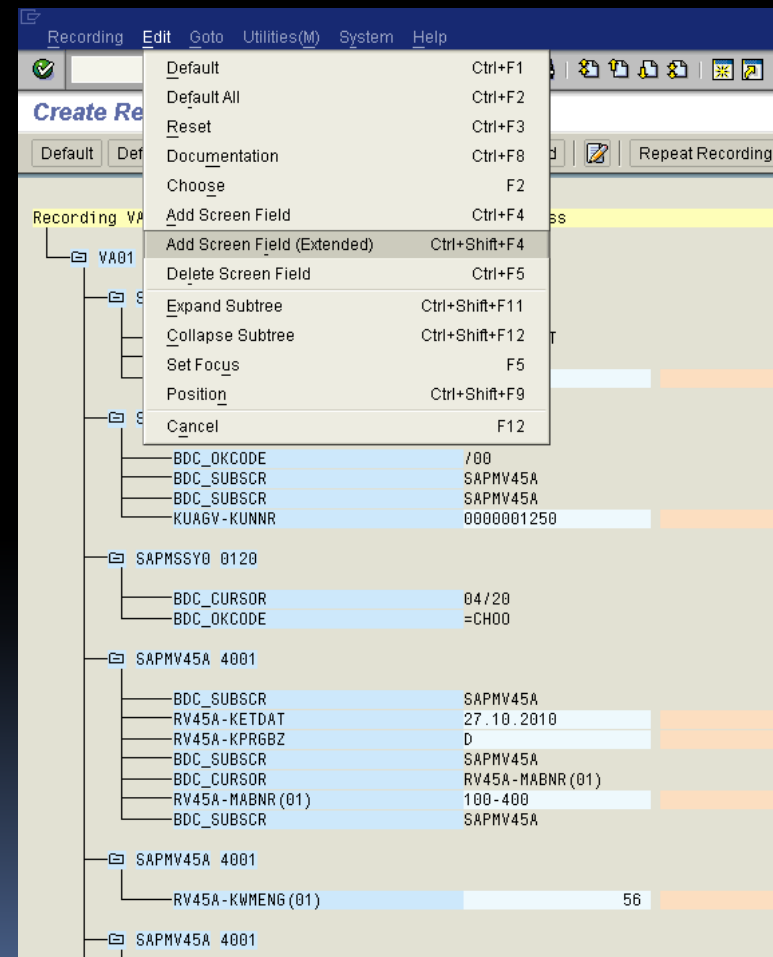 Recording Edit Goto Utilities(M) System Help
Default Ctrl+F1
Default All Ctrl+F2
Create Re
Reset Ctrl+F3
Default Def Documentation Ctrl+F8 d Repeat Recording
Choose F2
Recording VA Add Screen Field Ctrl+F4 ss
VA01 Add Screen Field (Extended) Ctrl+Shift+F4
Delete Screen Field Ctrl+F5
S Expand Subtree Ctrl+Shift+F11
Collapse Subtree Ctrl+Shift+F12 T
Set Focus F5
Position Ctrl+Shift+F9
S Cancel F12
BDC_OKCODE /00
BDC_SUBSCR SAPMV45A
BDC_SUBSCR SAPMV45A
KUAGV-KUNNR 0000001250
SAPMSSY0 0120
BDC_CURSOR 04/20
BDC_OKCODE =CHOO
SAPMV45A 4001
BDC_SUBSCR SAPMV45A
RV45A-KETDAT 27.10.2010
RV45A-KPRGBZ D
BDC_SUBSCR SAPMV45A
BDC_CURSOR RV45A-MABNR(01)
RV45A-MABNR(01) 100-400
BDC_SUBSCR SAPMV45A
SAPMV45A 4001
RV45A-KWMENG(01) 56
SAPMV45A 4001